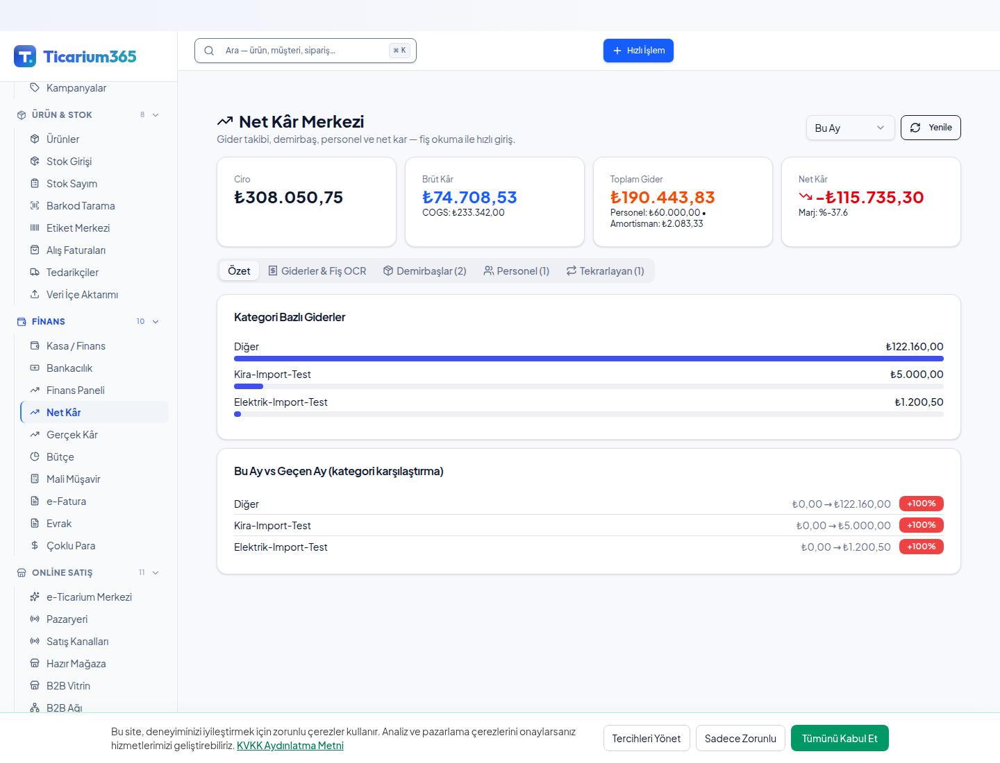 Ticarium365
Ara — ürün, müşteri, sipariş...
⌘ K
Hızlı İşlem
Kampanyalar
ÜRÜN & STOK 8
Ürünler
Stok Girişi
Stok Sayım
Barkod Tarama
Etiket Merkezi
Alış Faturaları
Tedarikçiler
Veri İçe Aktarımı
FİNANS 10
Kasa / Finans
Bankacılık
Finans Paneli
Net Kâr
Gerçek Kâr
Bütçe
Mali Müşavir
e-Fatura
Evrak
Çoklu Para
ONLİNE SATIŞ 11
e-Ticarium Merkezi
Pazaryeri
Satış Kanalları
Hazır Mağaza
B2B Vitrin
B2B Ağı
Net Kâr Merkezi
Gider takibi, demirbaş, personel ve net kar — fiş okuma ile hızlı giriş.
Bu Ay
Yenile
Ciro
₺308.050,75
Brüt Kâr
₺74.708,53
COGS: ₺233.342,00
Toplam Gider
₺190.443,83
Personel: ₺60.000,00 •
Amortisman: ₺2.083,33
Net Kâr
-₺115.735,30
Marj: %-37.6
Özet
Giderler & Fiş OCR
Demirbaşlar (2)
Personel (1)
Tekrarlayan (1)
Kategori Bazlı Giderler
Diğer ₺122.160,00
Kira-Import-Test ₺5.000,00
Elektrik-Import-Test ₺1.200,50
Bu Ay vs Geçen Ay (kategori karşılaştırma)
Diğer ₺0,00 → ₺122.160,00 +100%
Kira-Import-Test ₺0,00 → ₺5.000,00 +100%
Elektrik-Import-Test ₺0,00 → ₺1.200,50 +100%
Bu site, deneyiminizi iyileştirmek için zorunlu çerezler kullanır. Analiz ve pazarlama çerezlerini onaylarsanız
hizmetlerimizi geliştirebiliriz. KVKK Aydınlatma Metni
Tercihleri Yönet
Sadece Zorunlu
Tümünü Kabul Et